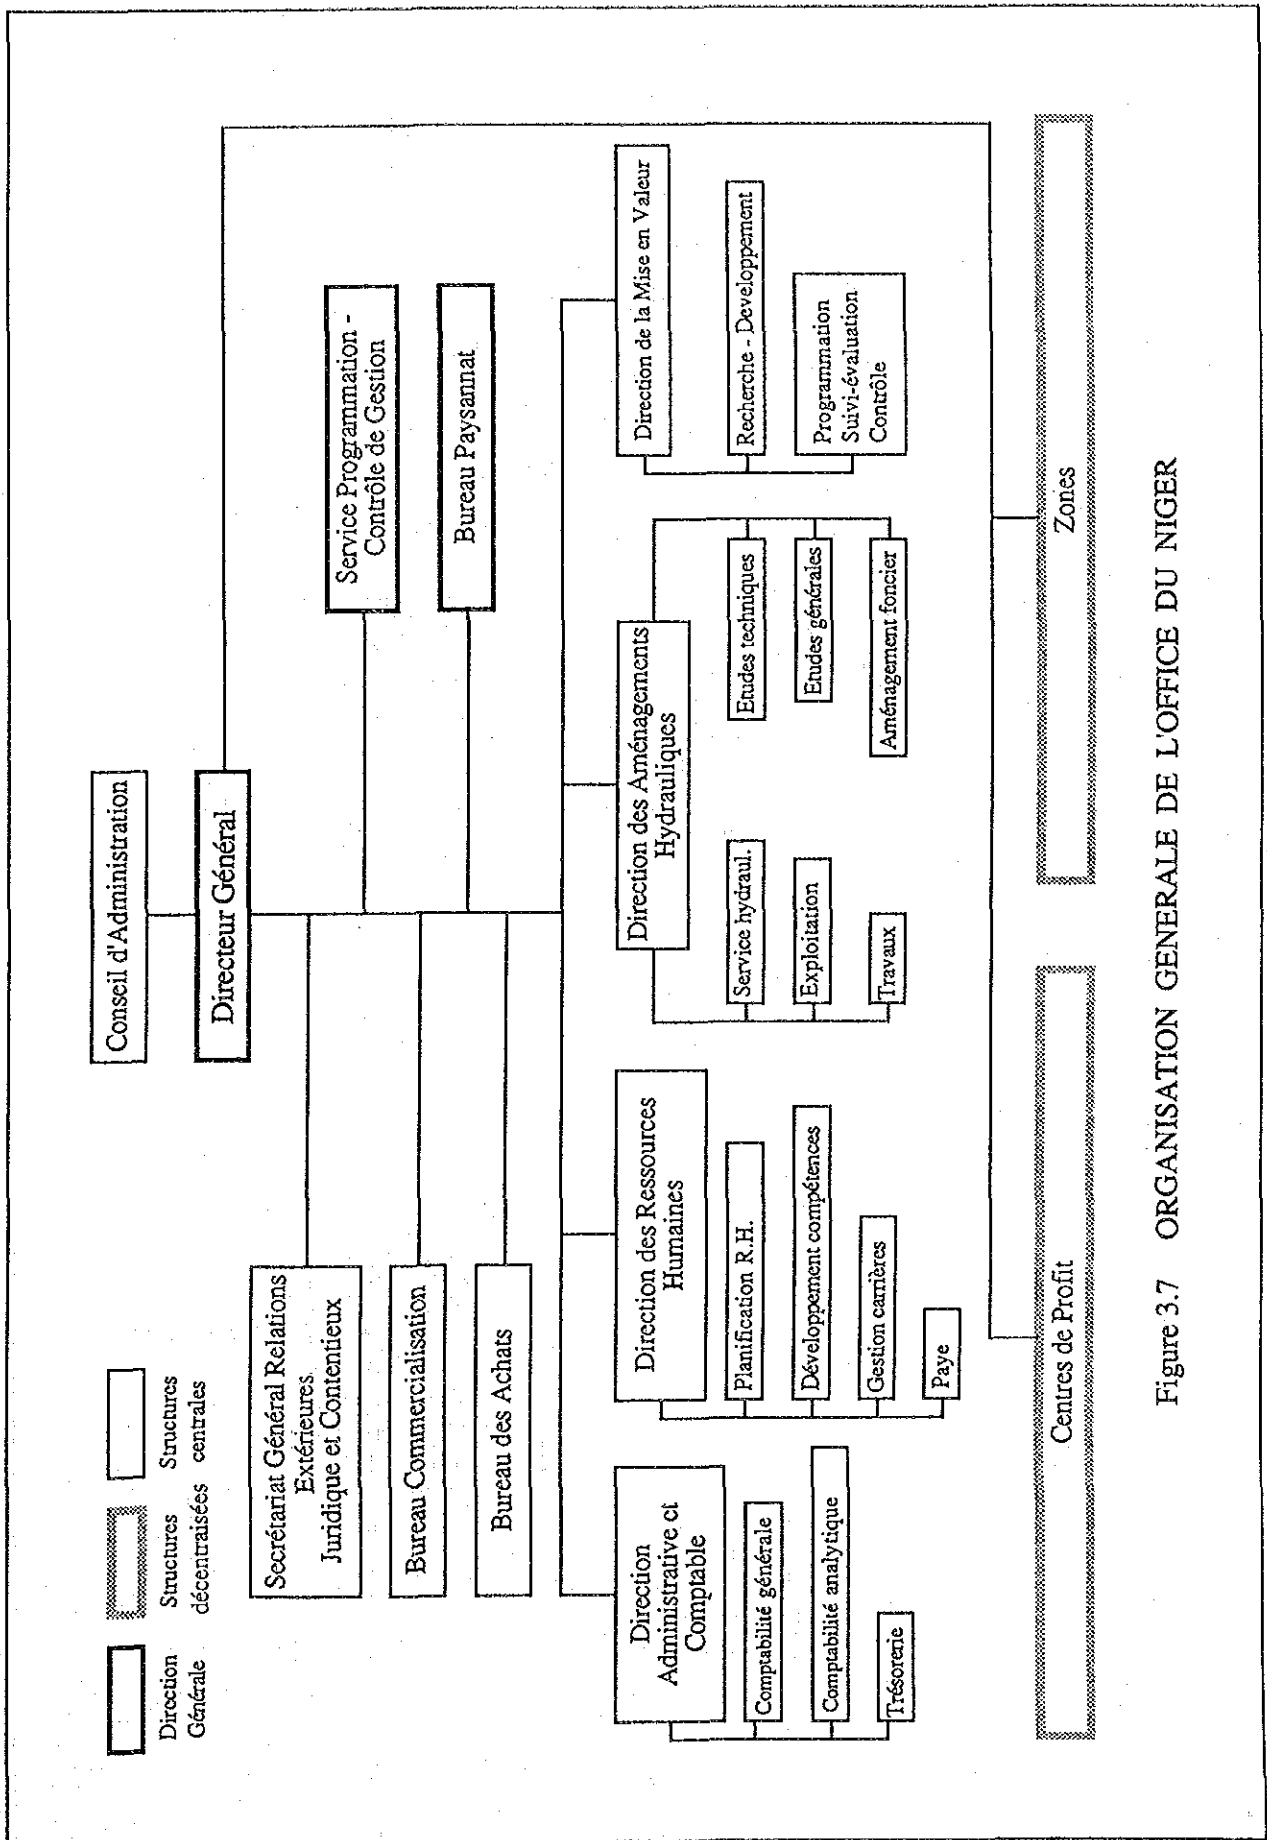 Direction
Générale
Structures
décentraisées
Structures
centrales
Conseil d'Administration
Directeur Général
Secrétariat Général Relations
Extérieures.
Juridique et Contentieux
Bureau Commercialisation
Bureau des Achats
Service Programmation -
Contrôle de Gestion
Bureau Paysannat
Direction
Administrative et
Comptable
Comptabilité générale
Comptabilité analytique
Trésorerie
Direction des Ressources
Humaines
Planification R.H.
Développement compétences
Gestion carrières
Paye
Direction des Aménagements
Hydrauliques
Service hydraul.
Exploitation
Travaux
Etudes techniques
Etudes générales
Aménagement foncier
Direction de la Mise en Valeur
Recherche - Developpement
Programmation
Suivi-évaluation
Contrôle
Centres de Profit
Zones
Figure 3.7 ORGANISATION GENERALE DE L'OFFICE DU NIGER